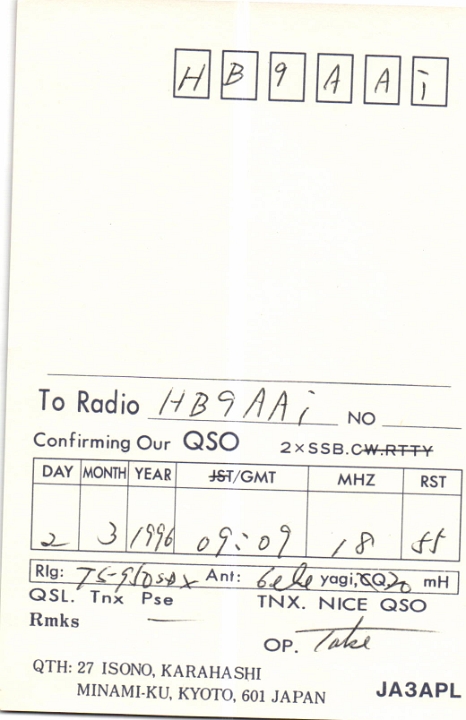 H B 9 A A i
To Radio HB9AAi NO
Confirming Our QSO 2×SSB.CW.RTTY
DAY MONTH YEAR JST/GMT MHZ RST
2 3 1996 09:09 18 55
Rig: TS-950SDX Ant: 6ele yagi, 20 mH
QSL. Tnx Pse TNX. NICE QSO
Rmks
OP. Take
QTH: 27 ISONO, KARAHASHI
MINAMI-KU, KYOTO, 601 JAPAN JA3APL